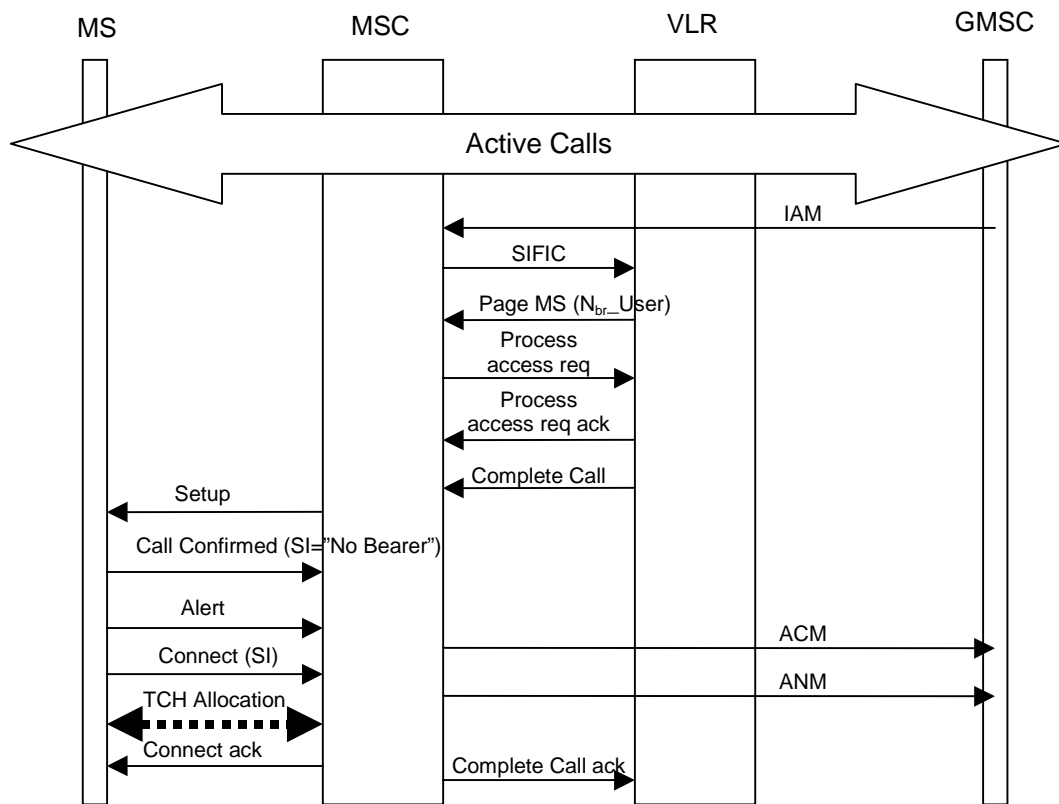 MS
MSC
VLR
GMSC
Active Calls
IAM
SIFIC
Page MS (Nbr_User)
Process
access req
Process
access req ack
Complete Call
Setup
Call Confirmed (SI=”No Bearer”)
Alert
ACM
Connect (SI)
ANM
TCH Allocation
Connect ack
Complete Call ack